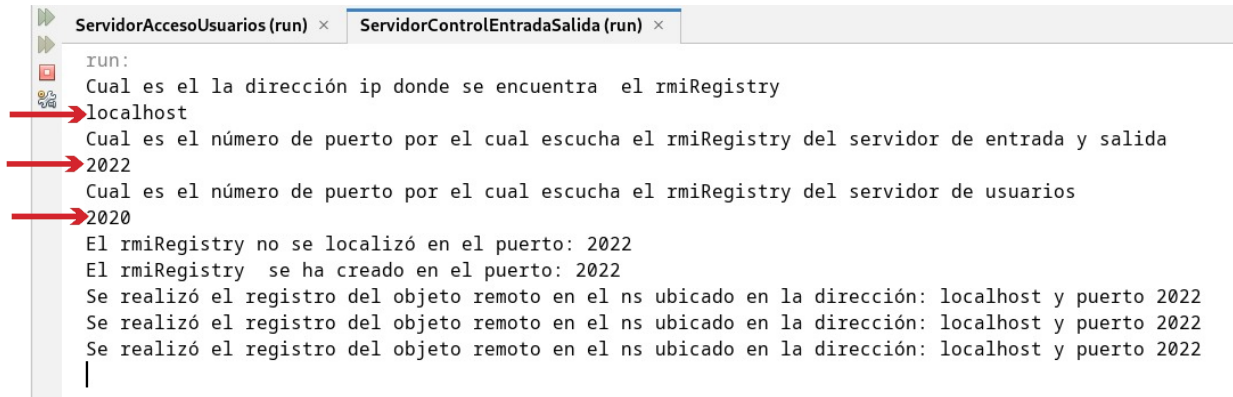 ServidorAccesoUsuarios (run) × ServidorControlEntradaSalida (run) ×
run:
Cual es el la dirección ip donde se encuentra  el rmiRegistry
localhost
Cual es el número de puerto por el cual escucha el rmiRegistry del servidor de entrada y salida
2022
Cual es el número de puerto por el cual escucha el rmiRegistry del servidor de usuarios
2020
El rmiRegistry no se localizó en el puerto: 2022
El rmiRegistry  se ha creado en el puerto: 2022
Se realizó el registro del objeto remoto en el ns ubicado en la dirección: localhost y puerto 2022
Se realizó el registro del objeto remoto en el ns ubicado en la dirección: localhost y puerto 2022
Se realizó el registro del objeto remoto en el ns ubicado en la dirección: localhost y puerto 2022